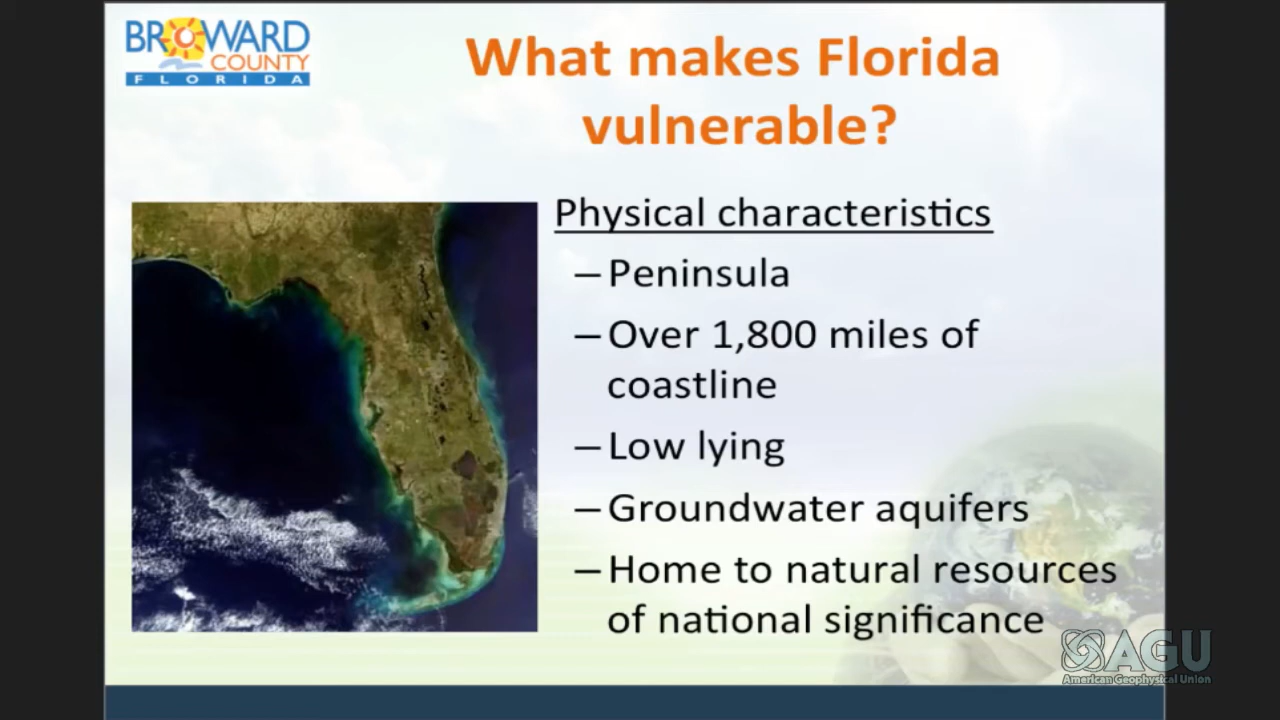 BROWARD
COUNTY
FLORIDA
What makes Florida
vulnerable?
Physical characteristics
– Peninsula
– Over 1,800 miles of
coastline
– Low lying
– Groundwater aquifers
– Home to natural resources
of national significance
AGU
American Geophysical Union